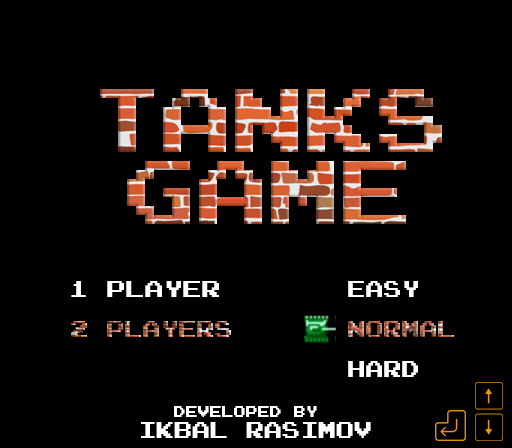 TANKS
GAME
1 PLAYER
EASY
2 PLAYERS
NORMAL
HARD
DEVELOPED BY
IKBAL RASIMOV